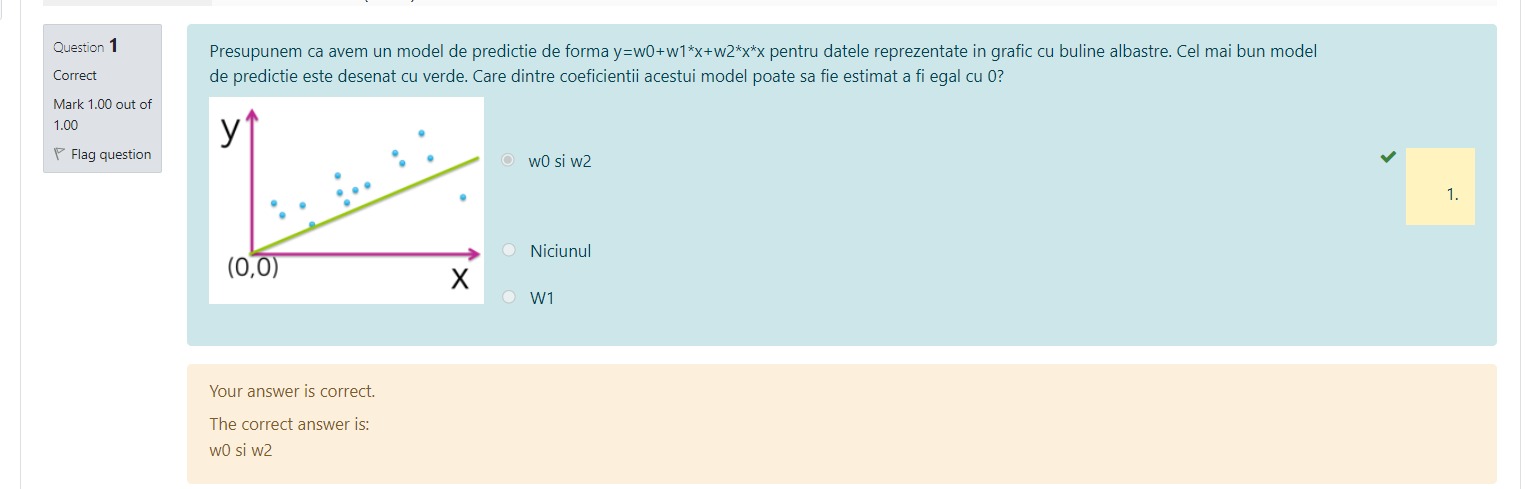 Question 1
Correct
Mark 1.00 out of
1.00
Flag question
Presupunem ca avem un model de predictie de forma y=w0+w1*x+w2*x*x pentru datele reprezentate in grafic cu buline albastre. Cel mai bun model
de predictie este desenat cu verde. Care dintre coeficientii acestui model poate sa fie estimat a fi egal cu 0?
y
(0,0)
x
w0 si w2
1.
Niciunul
W1
Your answer is correct.
The correct answer is:
w0 si w2